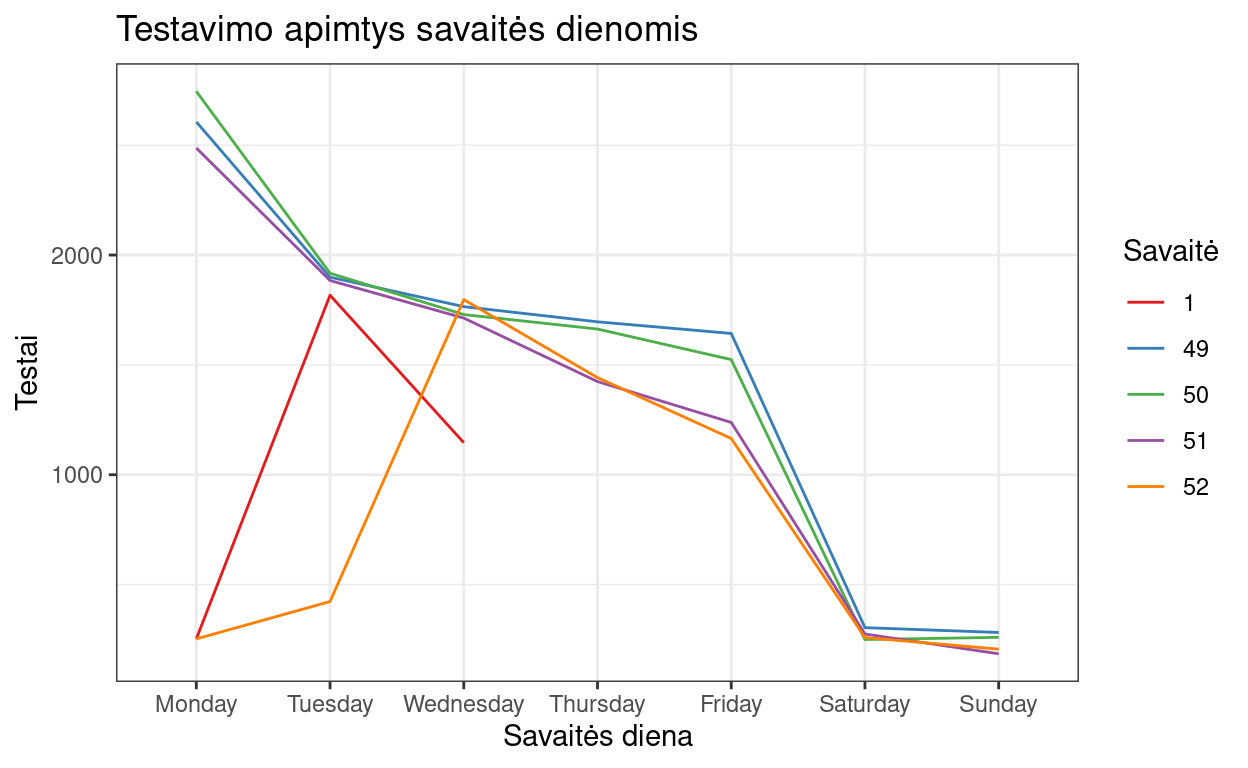 Testavimo apimtys savaitės dienomis
Testai
2000
1000
Monday Tuesday Wednesday Thursday Friday Saturday Sunday
Savaitės diena
Savaitė
1
49
50
51
52